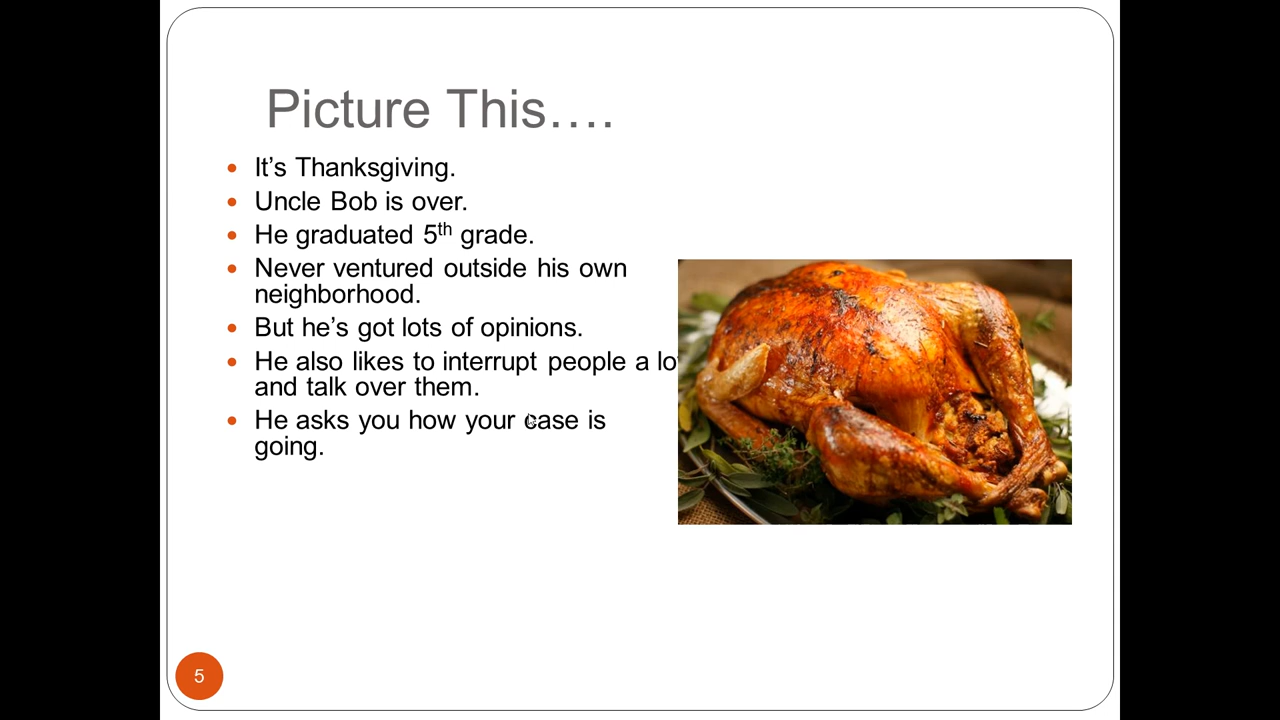 Picture This….
It’s Thanksgiving.
Uncle Bob is over.
He graduated 5th grade.
Never ventured outside his own
neighborhood.
But he’s got lots of opinions.
He also likes to interrupt people a lo
and talk over them.
He asks you how your case is
going.
5